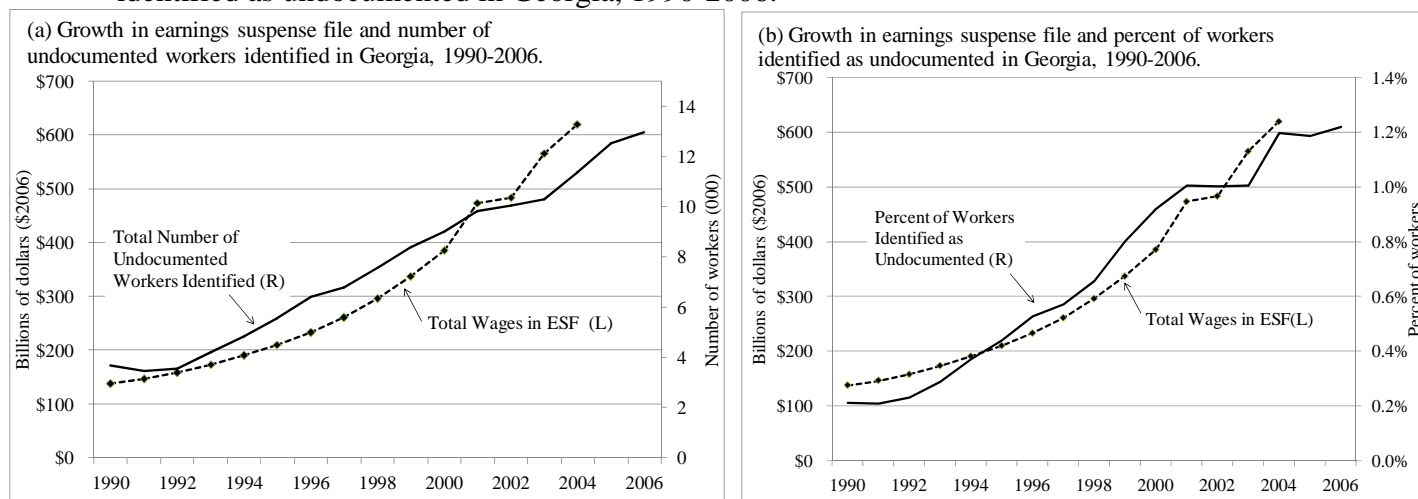 identified as undocumented in Georgia, 1990-2006.
(a) Growth in earnings suspense file and number of
undocumented workers identified in Georgia, 1990-2006.
$700
$600
$500
$400
$300
$200
$100
$0
Billions of dollars ($2006)
14
12
10
8
6
4
2
0
Number of workers (000)
Total Number of
Undocumented
Workers Identified (R)
Total Wages in ESF (L)
1990 1992 1994 1996 1998 2000 2002 2004 2006
(b) Growth in earnings suspense file and percent of workers
identified as undocumented in Georgia, 1990-2006.
$700
$600
$500
$400
$300
$200
$100
$0
Billions of dollars ($2006)
1.4%
1.2%
1.0%
0.8%
0.6%
0.4%
0.2%
0.0%
Percent of workers
Percent of Workers
Identified as
Undocumented (R)
Total Wages in ESF(L)
1990 1992 1994 1996 1998 2000 2002 2004 2006